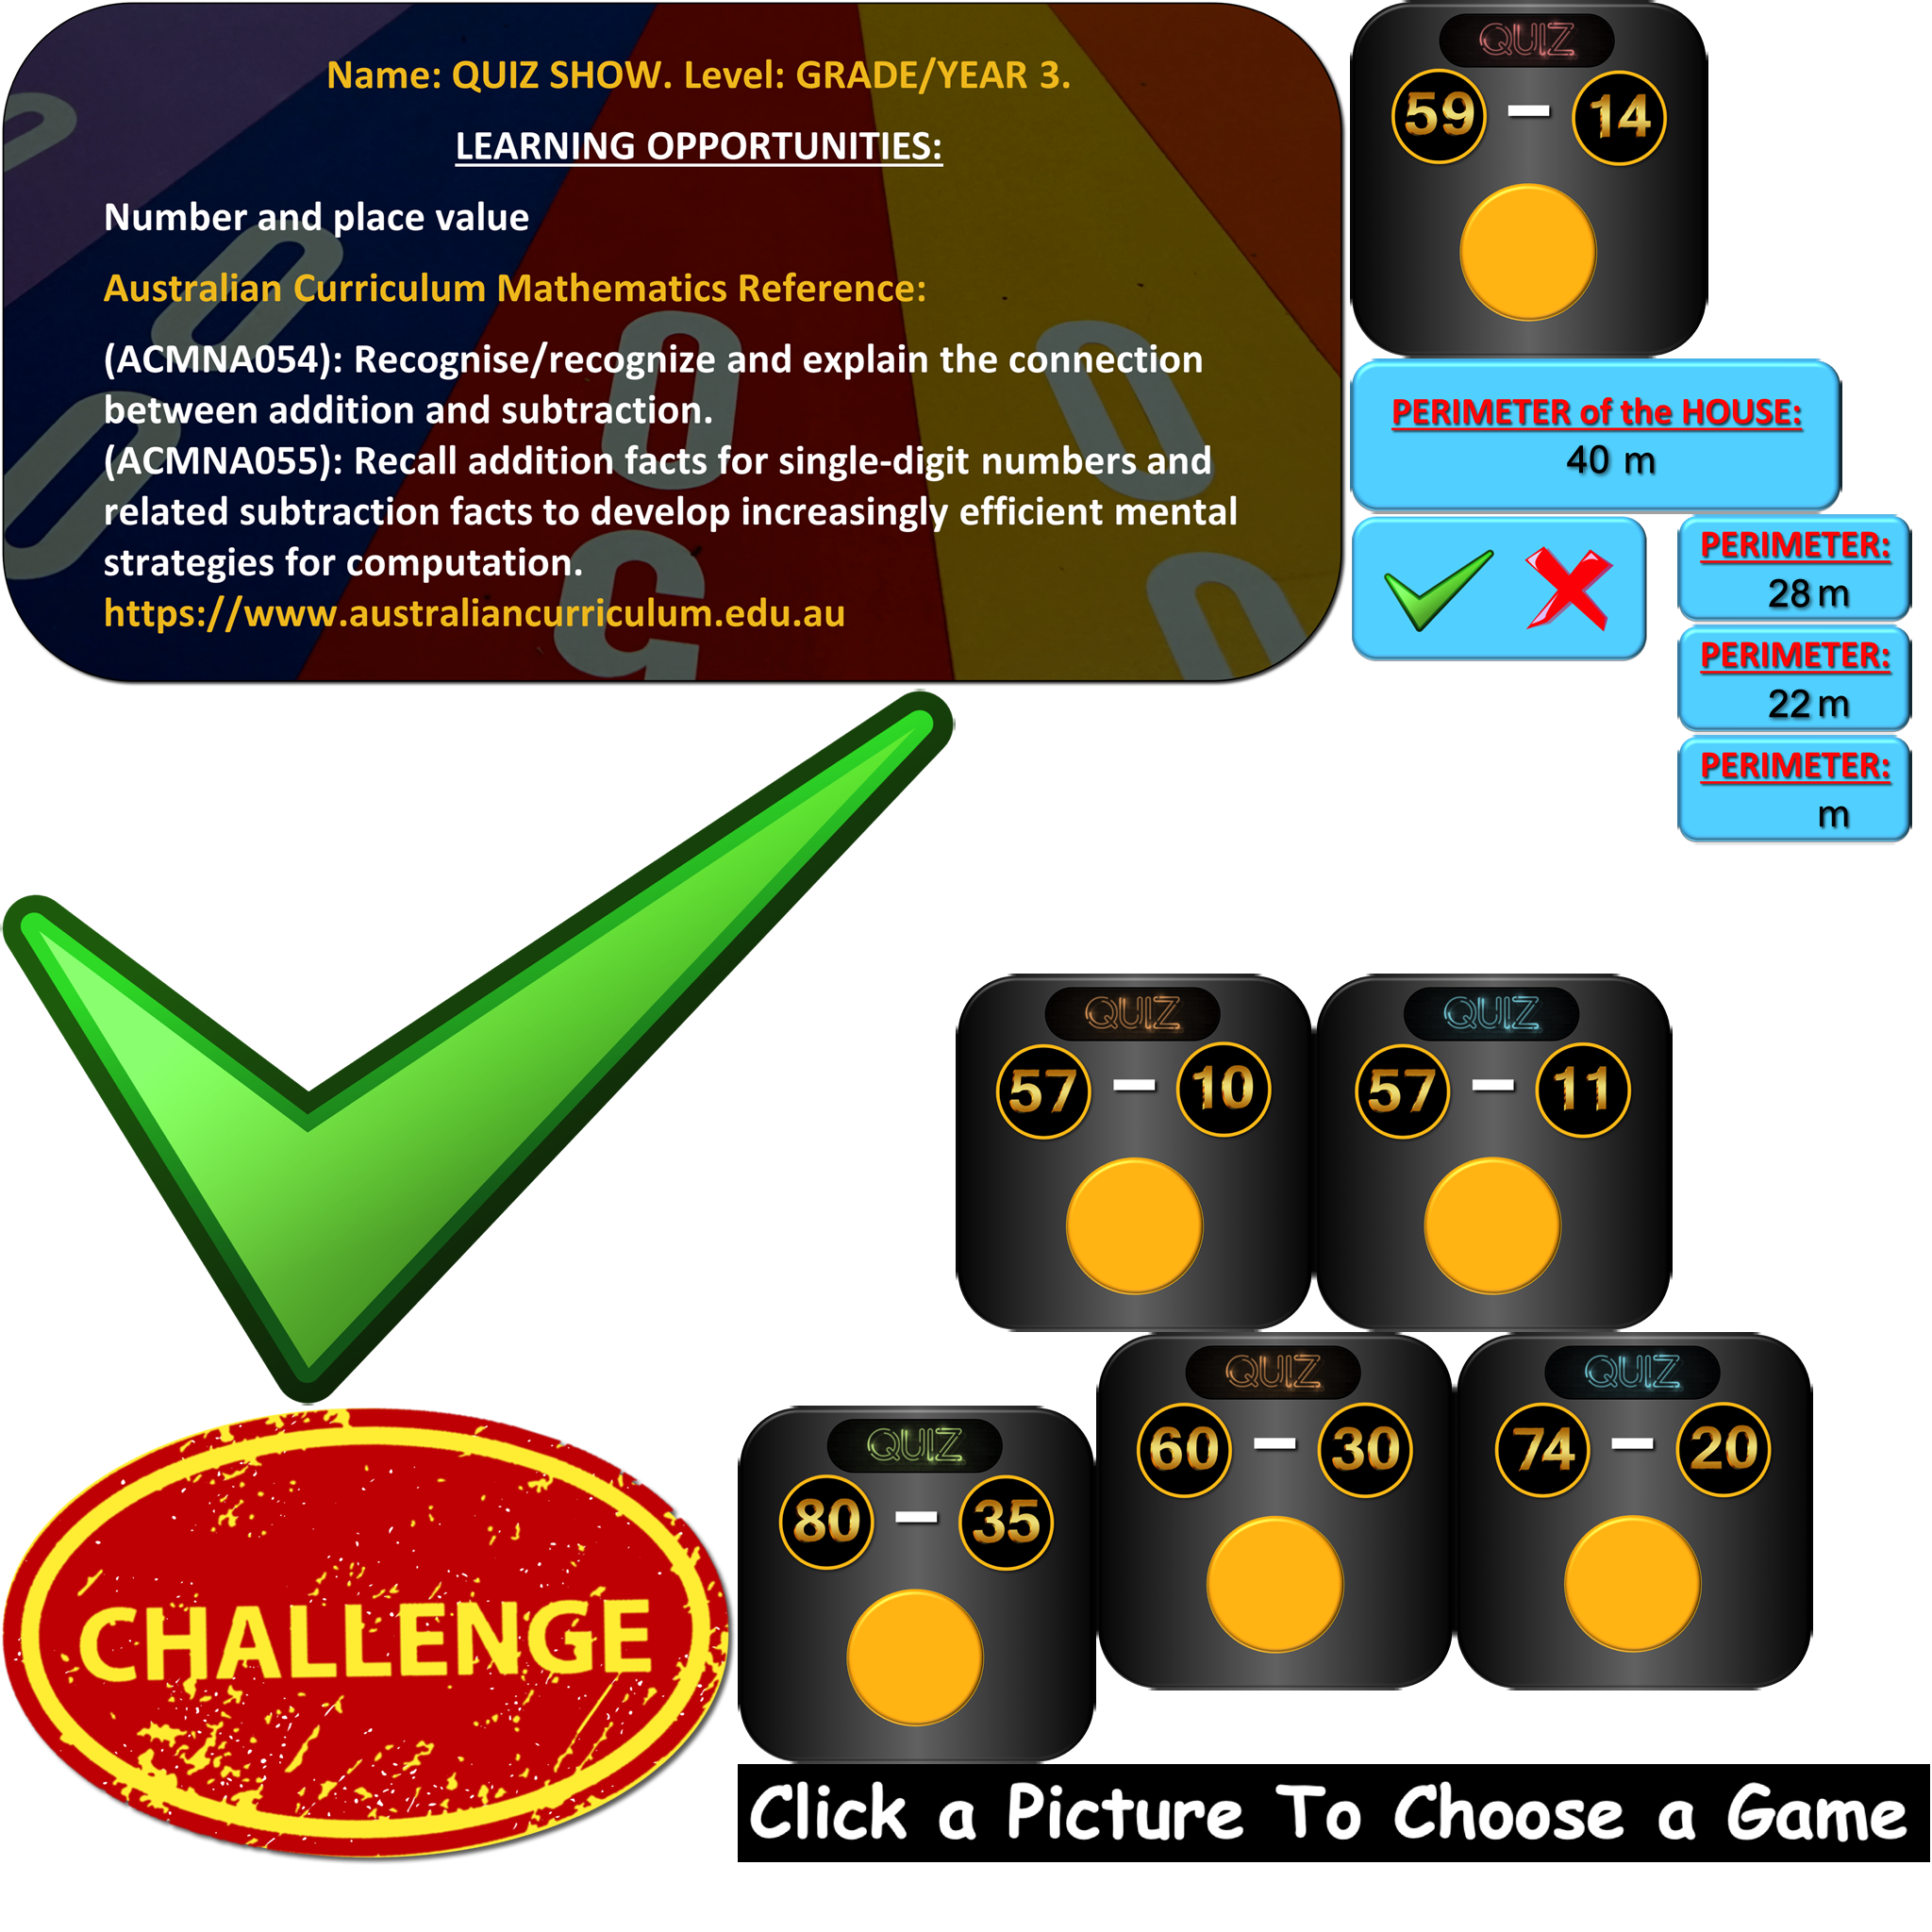 Name: QUIZ SHOW. Level: GRADE/YEAR 3.
LEARNING OPPORTUNITIES:
Number and place value
Australian Curriculum Mathematics Reference:
(ACMNA054): Recognise/recognize and explain the connection
between addition and subtraction.
(ACMNA055): Recall addition facts for single-digit numbers and
related subtraction facts to develop increasingly efficient mental
strategies for computation.
https://www.australiancurriculum.edu.au
QUIZ
59 − 14
PERIMETER of the HOUSE:
40 m
PERIMETER:
28 m
PERIMETER:
22 m
PERIMETER:
m
QUIZ
57 − 10
QUIZ
57 − 11
CHALLENGE
QUIZ
80 − 35
QUIZ
60 − 30
QUIZ
74 − 20
Click a Picture To Choose a Game